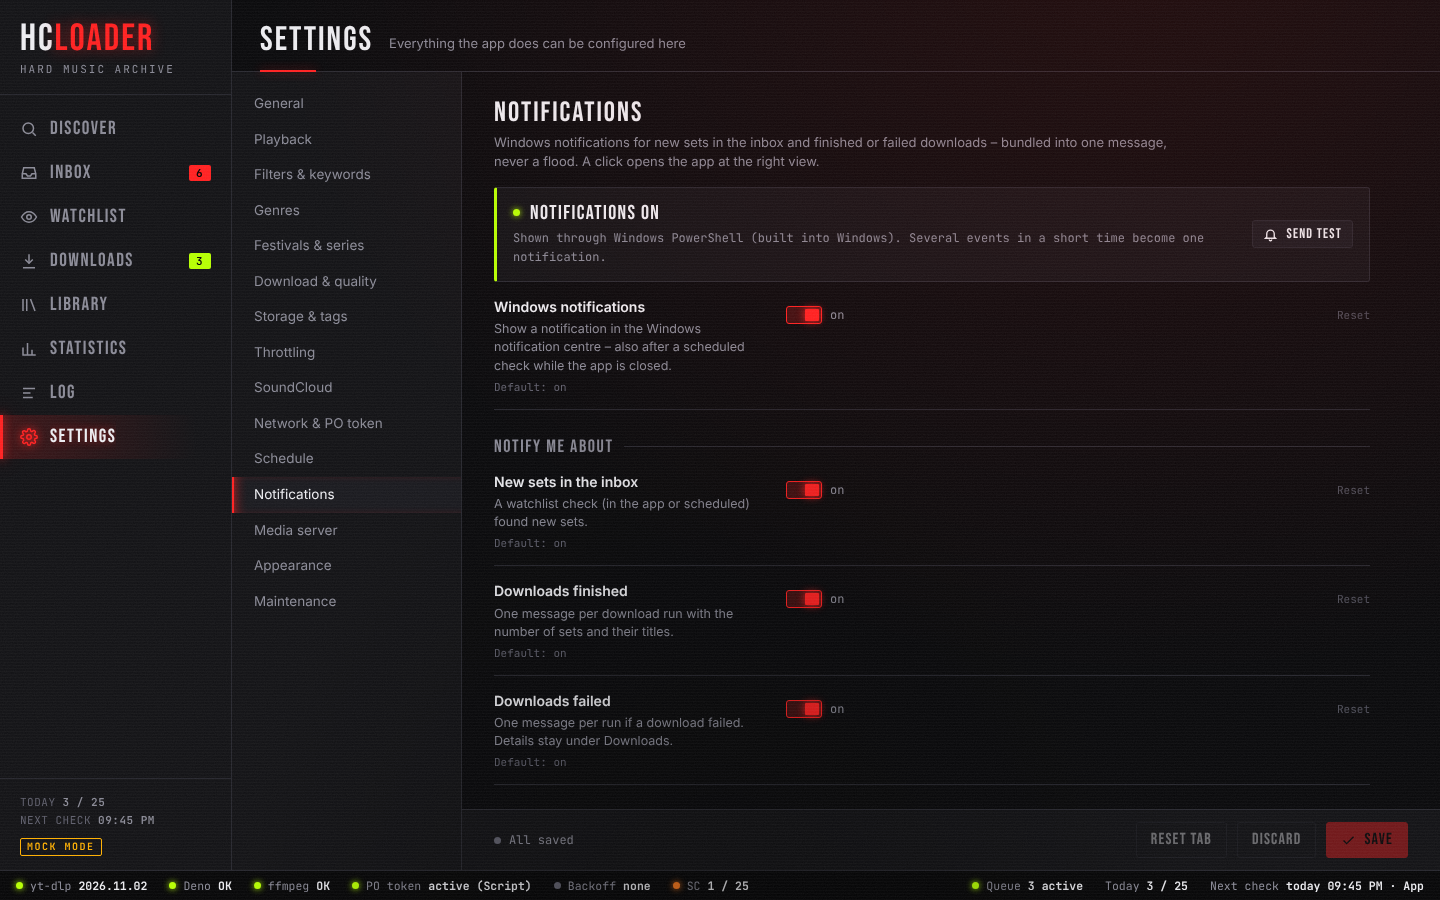 HCLOADER
HARD MUSIC ARCHIVE
DISCOVER
INBOX
6
WATCHLIST
DOWNLOADS
3
LIBRARY
STATISTICS
LOG
SETTINGS
TODAY 3 / 25
NEXT CHECK 09:45 PM
MOCK MODE
SETTINGS
Everything the app does can be configured here
General
Playback
Filters & keywords
Genres
Festivals & series
Download & quality
Storage & tags
Throttling
SoundCloud
Network & PO token
Schedule
Notifications
Media server
Appearance
Maintenance
NOTIFICATIONS
Windows notifications for new sets in the inbox and finished or failed downloads – bundled into one message,
never a flood. A click opens the app at the right view.
NOTIFICATIONS ON
Shown through Windows PowerShell (built into Windows). Several events in a short time become one
notification.
SEND TEST
Windows notifications
on
Reset
Show a notification in the Windows
notification centre – also after a scheduled
check while the app is closed.
Default: on
NOTIFY ME ABOUT
New sets in the inbox
on
Reset
A watchlist check (in the app or scheduled)
found new sets.
Default: on
Downloads finished
on
Reset
One message per download run with the
number of sets and their titles.
Default: on
Downloads failed
on
Reset
One message per run if a download failed.
Details stay under Downloads.
Default: on
All saved
RESET TAB
DISCARD
SAVE
yt-dlp 2026.11.02
Deno OK
ffmpeg OK
PO token active (Script)
Backoff none
SC 1 / 25
Queue 3 active
Today 3 / 25
Next check today 09:45 PM · App